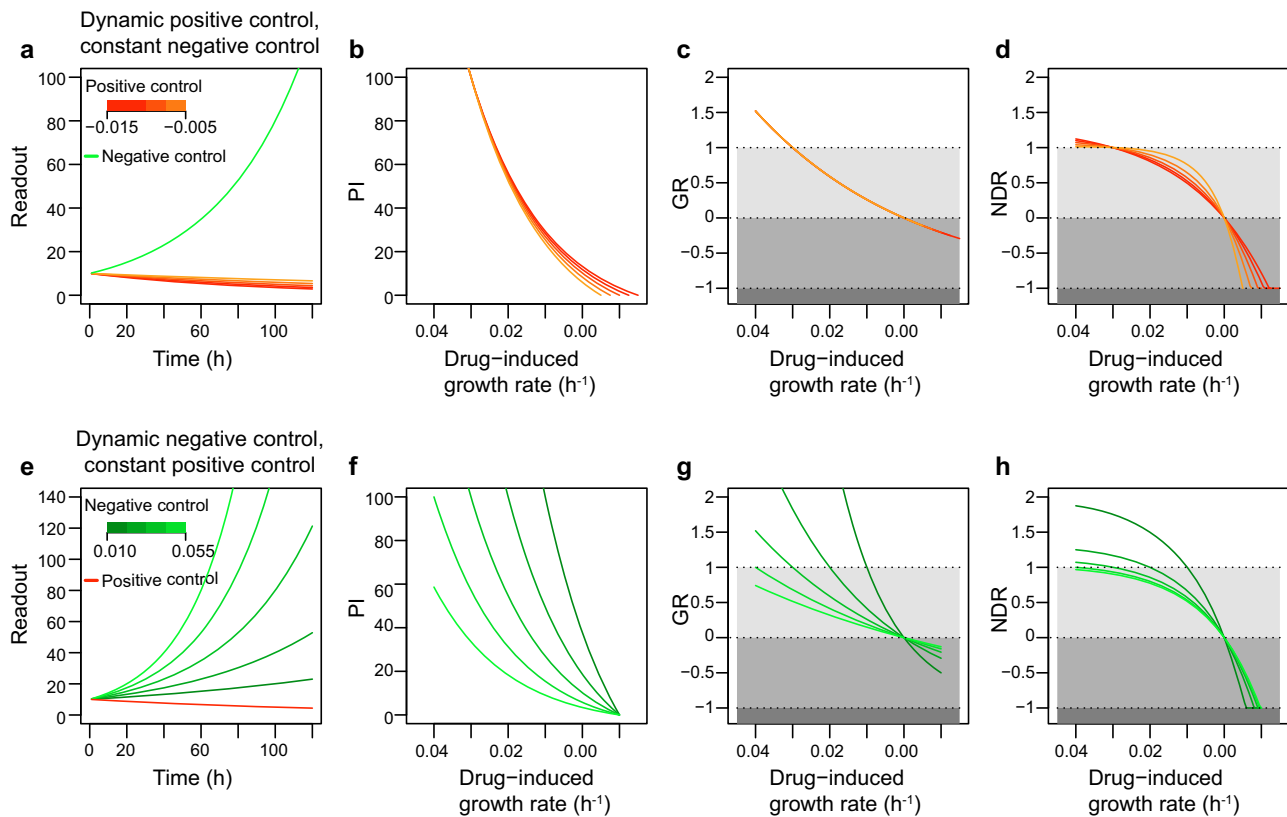 Dynamic positive control,
constant negative control
a
b
c
d
Readout
100
80
60
40
20
0
Positive control
−0.015 −0.005
Negative control
0 20 60 100
Time (h)
PI
100
80
60
40
20
0
0.04 0.02 0.00
Drug−induced
growth rate (h-1)
GR
2
1.5
1
0.5
0
−0.5
−1
0.04 0.02 0.00
Drug−induced
growth rate (h-1)
NDR
2
1.5
1
0.5
0
−0.5
−1
0.04 0.02 0.00
Drug−induced
growth rate (h-1)
Dynamic negative control,
constant positive control
e
f
g
h
Readout
140
120
100
80
60
40
20
0
Negative control
0.010 0.055
Positive control
0 20 60 100
Time (h)
PI
100
80
60
40
20
0
0.04 0.02 0.00
Drug−induced
growth rate (h-1)
GR
2
1.5
1
0.5
0
−0.5
−1
0.04 0.02 0.00
Drug−induced
growth rate (h-1)
NDR
2
1.5
1
0.5
0
−0.5
−1
0.04 0.02 0.00
Drug−induced
growth rate (h-1)